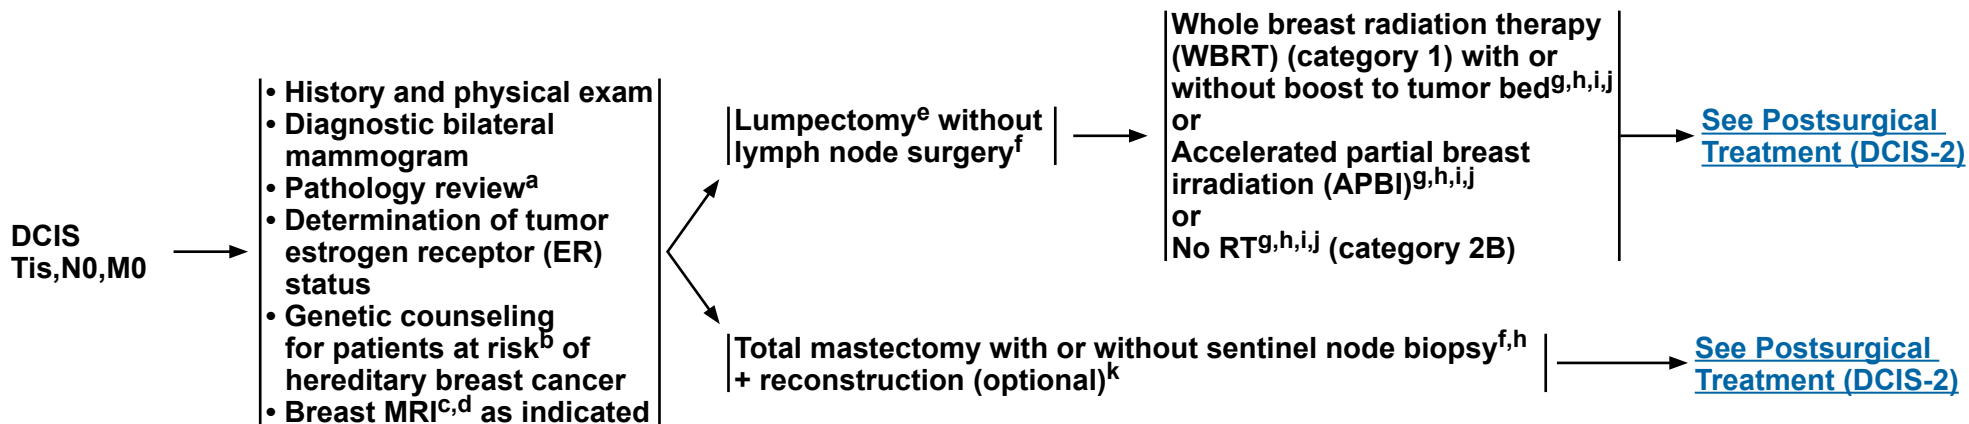 DCIS
Tis,N0,M0
• History and physical exam
• Diagnostic bilateral
mammogram
• Pathology reviewa
• Determination of tumor
estrogen receptor (ER)
status
• Genetic counseling
for patients at riskb of
hereditary breast cancer
• Breast MRIc,d as indicated
Lumpectomye without
lymph node surgeryf
Whole breast radiation therapy
(WBRT) (category 1) with or
without boost to tumor bedg,h,i,j
or
Accelerated partial breast
irradiation (APBI)g,h,i,j
or
No RTg,h,i,j (category 2B)
See Postsurgical
Treatment (DCIS-2)
Total mastectomy with or without sentinel node biopsyf,h
+ reconstruction (optional)k
See Postsurgical
Treatment (DCIS-2)